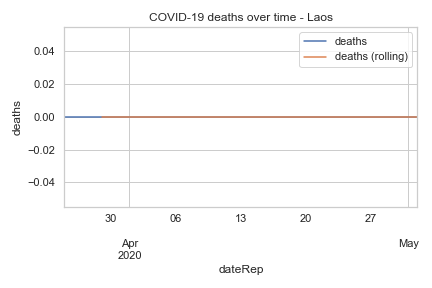 COVID-19 deaths over time - Laos
deaths
deaths (rolling)
0.04
0.02
0.00
−0.02
−0.04
deaths
30
06
13
20
27
Apr
2020
May
dateRep